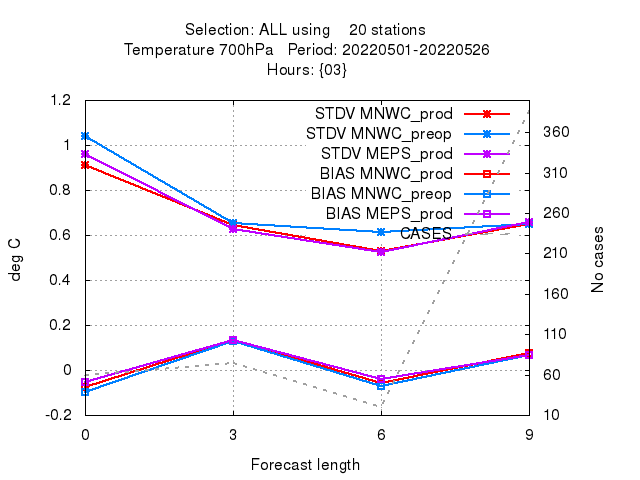 Selection: ALL using    20 stations
Temperature 700hPa   Period: 20220501-20220526
Hours: {03}
STDV MNWC_prod
STDV MNWC_preop
STDV MEPS_prod
BIAS MNWC_prod
BIAS MNWC_preop
BIAS MEPS_prod
CASES
deg C
1.2
1
0.8
0.6
0.4
0.2
0
-0.2
No cases
360
310
260
210
160
110
60
10
0 3 6 9
Forecast length